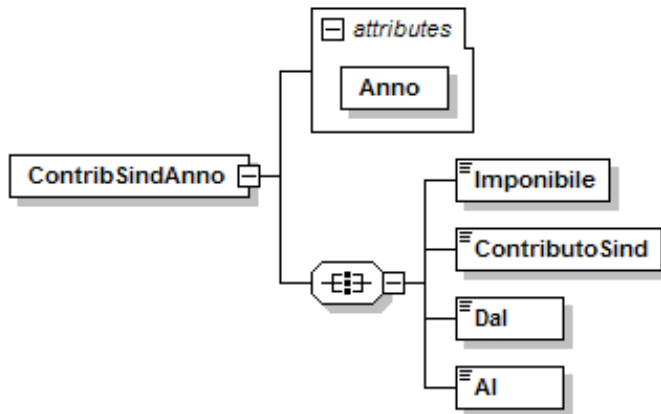 attributes
Anno
ContribSindAnno
Imponibile
ContributoSind
Dal
Al